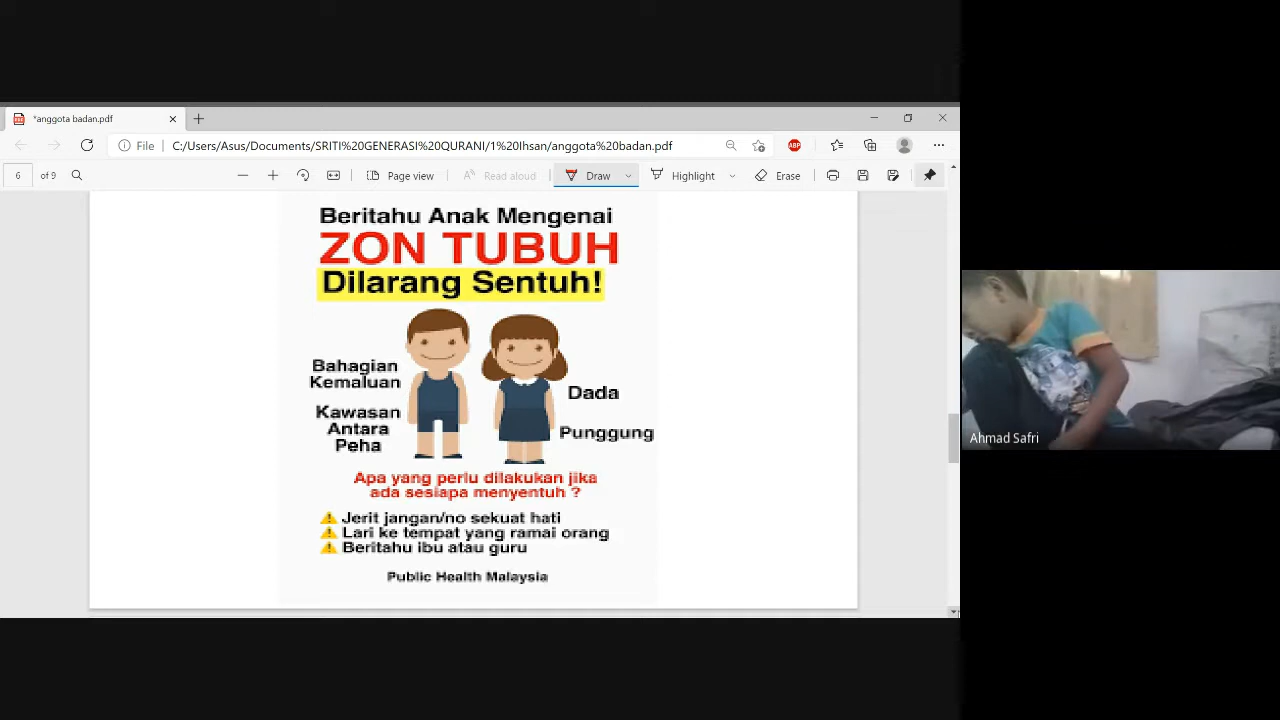 *anggota badan.pdf
File
C:/Users/Asus/Documents/SRITI%20GENERASI%20QURANI/1%20Ihsan/anggota%20badan.pdf
ABP
6
of 9
Page view
Read aloud
Draw
Highlight
Erase
Beritahu Anak Mengenai
ZON TUBUH
Dilarang Sentuh!
Bahagian
Kemaluan
Kawasan
Antara
Peha
Dada
Punggung
Apa yang perlu dilakukan jika
ada sesiapa menyentuh ?
Jerit jangan/no sekuat hati
Lari ke tempat yang ramai orang
Beritahu ibu atau guru
Public Health Malaysia
Ahmad Safri